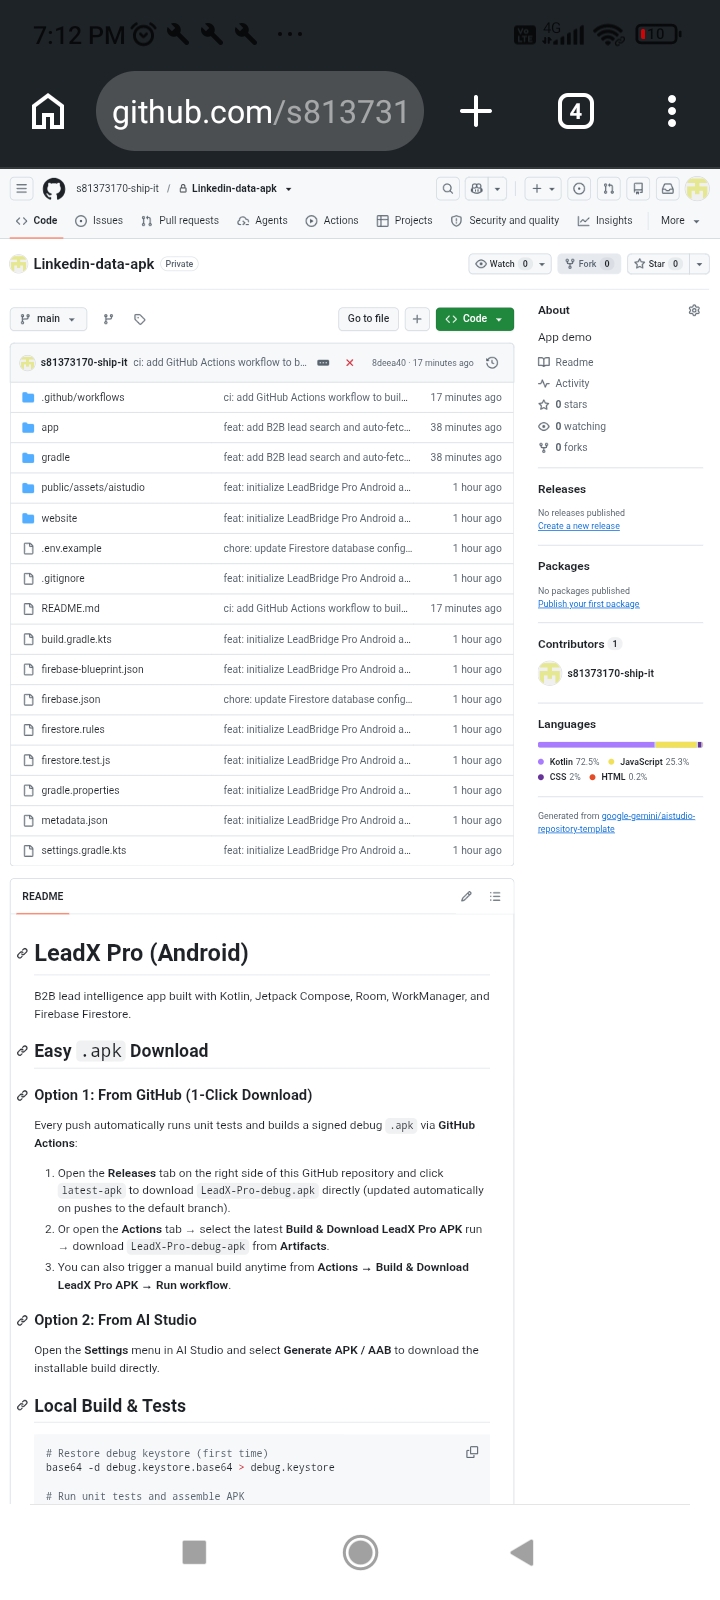 7:12 PM
Vo LTE
4G
10
github.com/s813731
4
s81373170-ship-it / Linkedin-data-apk
Code Issues Pull requests Agents Actions Projects Security and quality Insights More
Linkedin-data-apk Private
Watch 0 Fork 0 Star 0
main Go to file Code
s81373170-ship-it ci: add GitHub Actions workflow to b... 8deea40 · 17 minutes ago
.github/workflows ci: add GitHub Actions workflow to buil... 17 minutes ago
app feat: add B2B lead search and auto-fetc... 38 minutes ago
gradle feat: add B2B lead search and auto-fetc... 38 minutes ago
public/assets/aistudio feat: initialize LeadBridge Pro Android a... 1 hour ago
website feat: initialize LeadBridge Pro Android a... 1 hour ago
.env.example chore: update Firestore database config... 1 hour ago
.gitignore feat: initialize LeadBridge Pro Android a... 1 hour ago
README.md ci: add GitHub Actions workflow to buil... 17 minutes ago
build.gradle.kts feat: initialize LeadBridge Pro Android a... 1 hour ago
firebase-blueprint.json feat: initialize LeadBridge Pro Android a... 1 hour ago
firebase.json chore: update Firestore database config... 1 hour ago
firestore.rules feat: initialize LeadBridge Pro Android a... 1 hour ago
firestore.test.js feat: initialize LeadBridge Pro Android a... 1 hour ago
gradle.properties feat: initialize LeadBridge Pro Android a... 1 hour ago
metadata.json feat: initialize LeadBridge Pro Android a... 1 hour ago
settings.gradle.kts feat: initialize LeadBridge Pro Android a... 1 hour ago
About
App demo
Readme
Activity
0 stars
0 watching
0 forks
Releases
No releases published
Create a new release
Packages
No packages published
Publish your first package
Contributors 1
s81373170-ship-it
Languages
Kotlin 72.5% JavaScript 25.3%
CSS 2% HTML 0.2%
Generated from google-gemini/aistudio-
repository-template
README
LeadX Pro (Android)
B2B lead intelligence app built with Kotlin, Jetpack Compose, Room, WorkManager, and
Firebase Firestore.
Easy .apk Download
Option 1: From GitHub (1-Click Download)
Every push automatically runs unit tests and builds a signed debug .apk via GitHub
Actions:
1. Open the Releases tab on the right side of this GitHub repository and click
latest-apk to download LeadX-Pro-debug.apk directly (updated automatically
on pushes to the default branch).
2. Or open the Actions tab → select the latest Build & Download LeadX Pro APK run
→ download LeadX-Pro-debug-apk from Artifacts.
3. You can also trigger a manual build anytime from Actions → Build & Download
LeadX Pro APK → Run workflow.
Option 2: From AI Studio
Open the Settings menu in AI Studio and select Generate APK / AAB to download the
installable build directly.
Local Build & Tests
# Restore debug keystore (first time)
base64 -d debug.keystore.base64 > debug.keystore
# Run unit tests and assemble APK